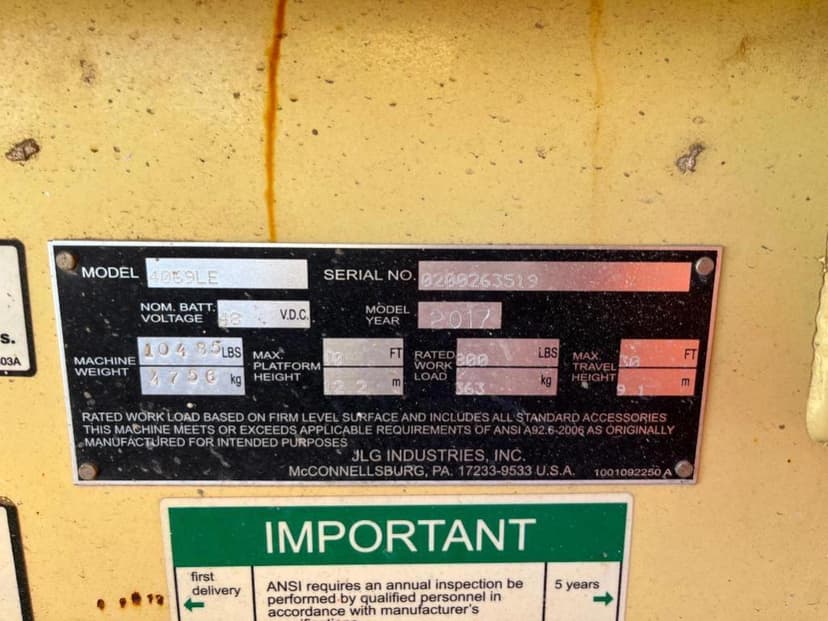 MODEL 4069LE SERIAL NO. 0200263519
NOM. BATT. VOLTAGE 48 V.D.C. MODEL YEAR 2017
MACHINE WEIGHT 10485 LBS 4756 kg
MAX. PLATFORM HEIGHT FT 12 2 m
RATED WORK LOAD 800 LBS 363 kg
MAX. TRAVEL HEIGHT 30 FT 9 1 m
RATED WORK LOAD BASED ON FIRM LEVEL SURFACE AND INCLUDES ALL STANDARD ACCESSORIES
THIS MACHINE MEETS OR EXCEEDS APPLICABLE REQUIREMENTS OF ANSI A92.6-2006 AS ORIGINALLY
MANUFACTURED FOR INTENDED PURPOSES
JLG INDUSTRIES, INC.
McCONNELLSBURG, PA. 17233-9533 U.S.A. 1001092250 A
s.
03A
IMPORTANT
first
delivery
ANSI requires an annual inspection be
performed by qualified personnel in
accordance with manufacturer's
5 years